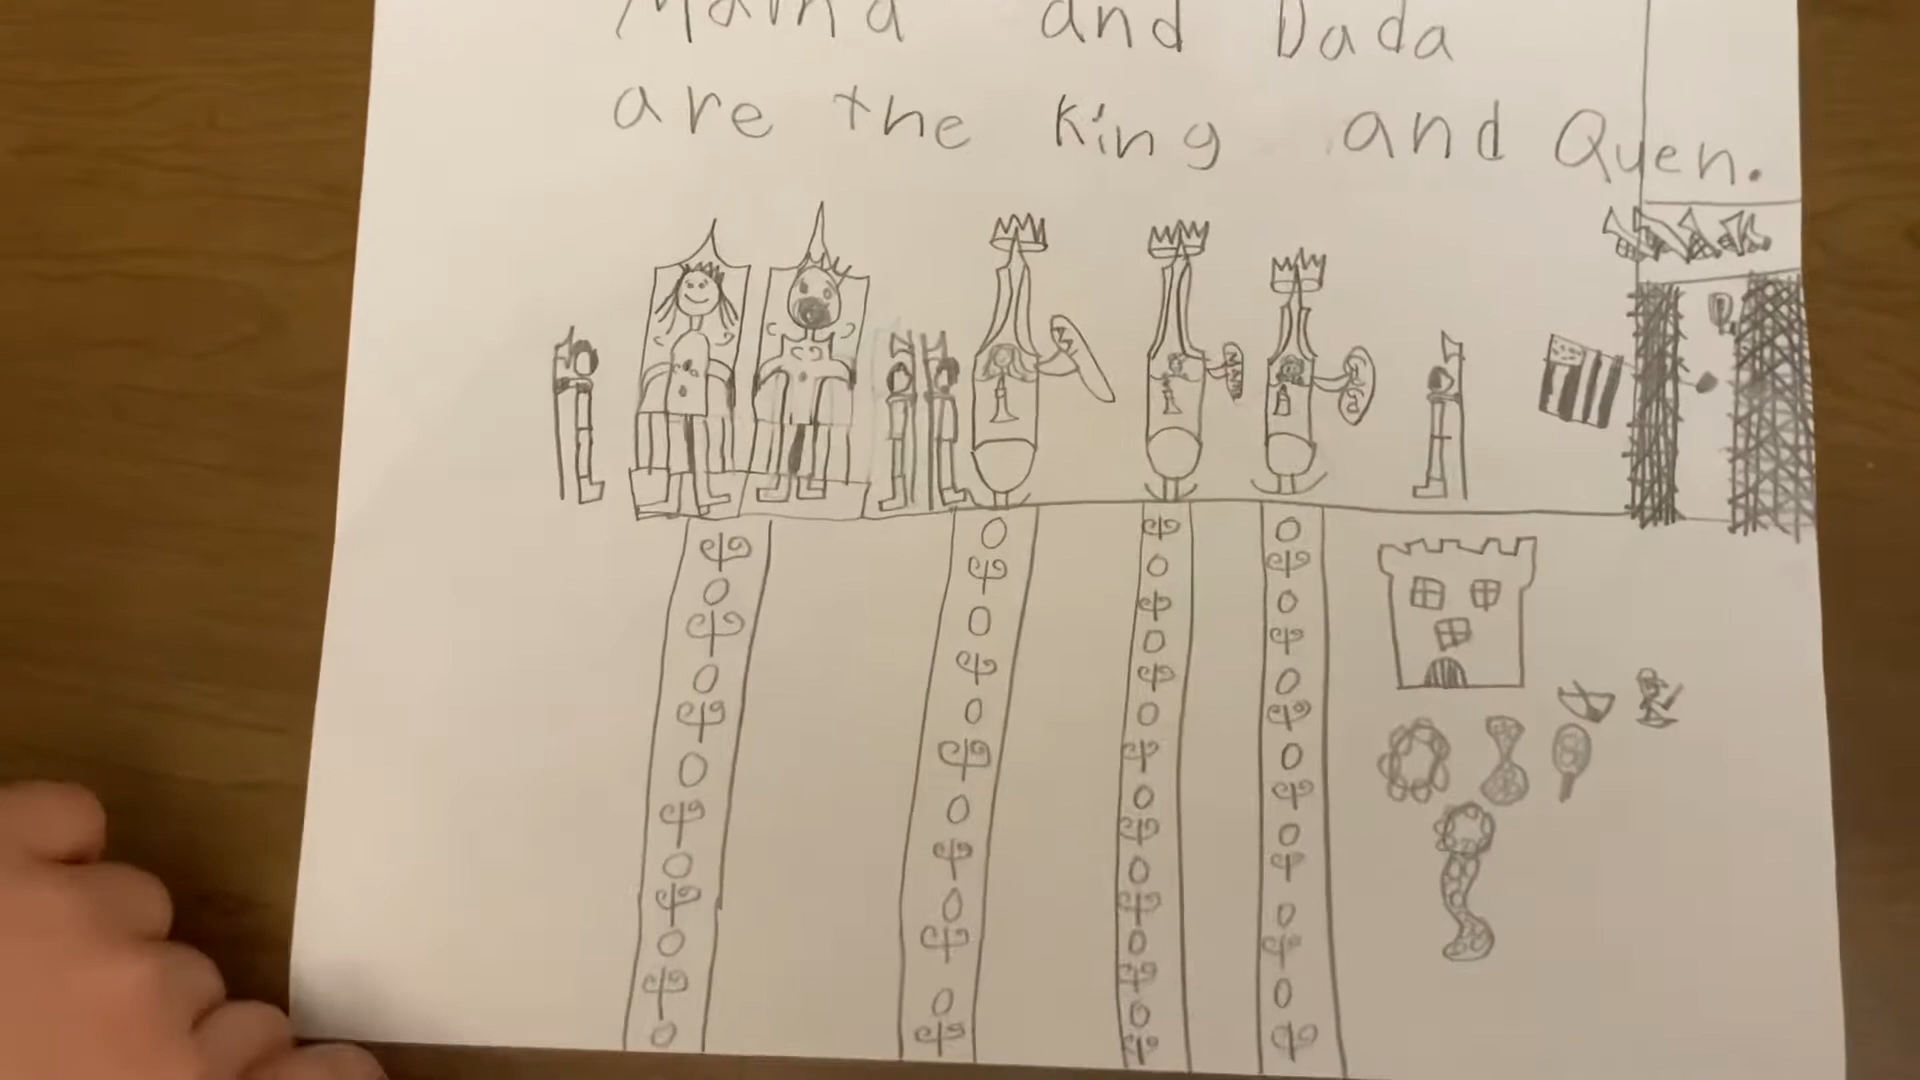 Mama and Dada
are the King and Quen.